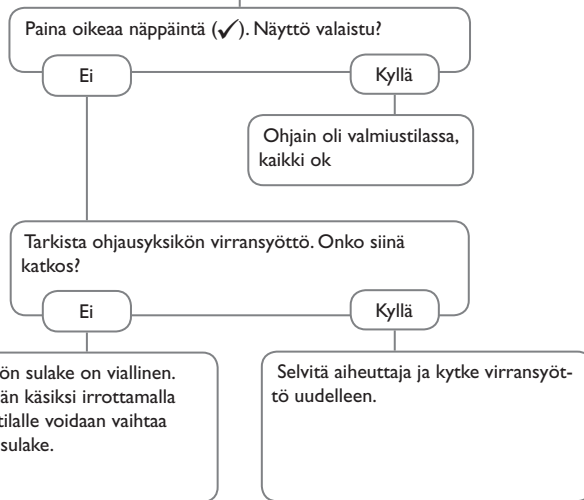 Paina oikeaa näppäintä (✓). Näyttö valaistu?
Ei
Kyllä
Ohjain oli valmiustilassa,
kaikki ok
Tarkista ohjausyksikön virransyöttö. Onko siinä
katkos?
Ei
Kyllä
sulake on viallinen.
käsiksi irrottamalla
voidaan vaihtaa
sulake.
Selvitä aiheuttaja ja kytke virransyöt-
tö uudelleen.